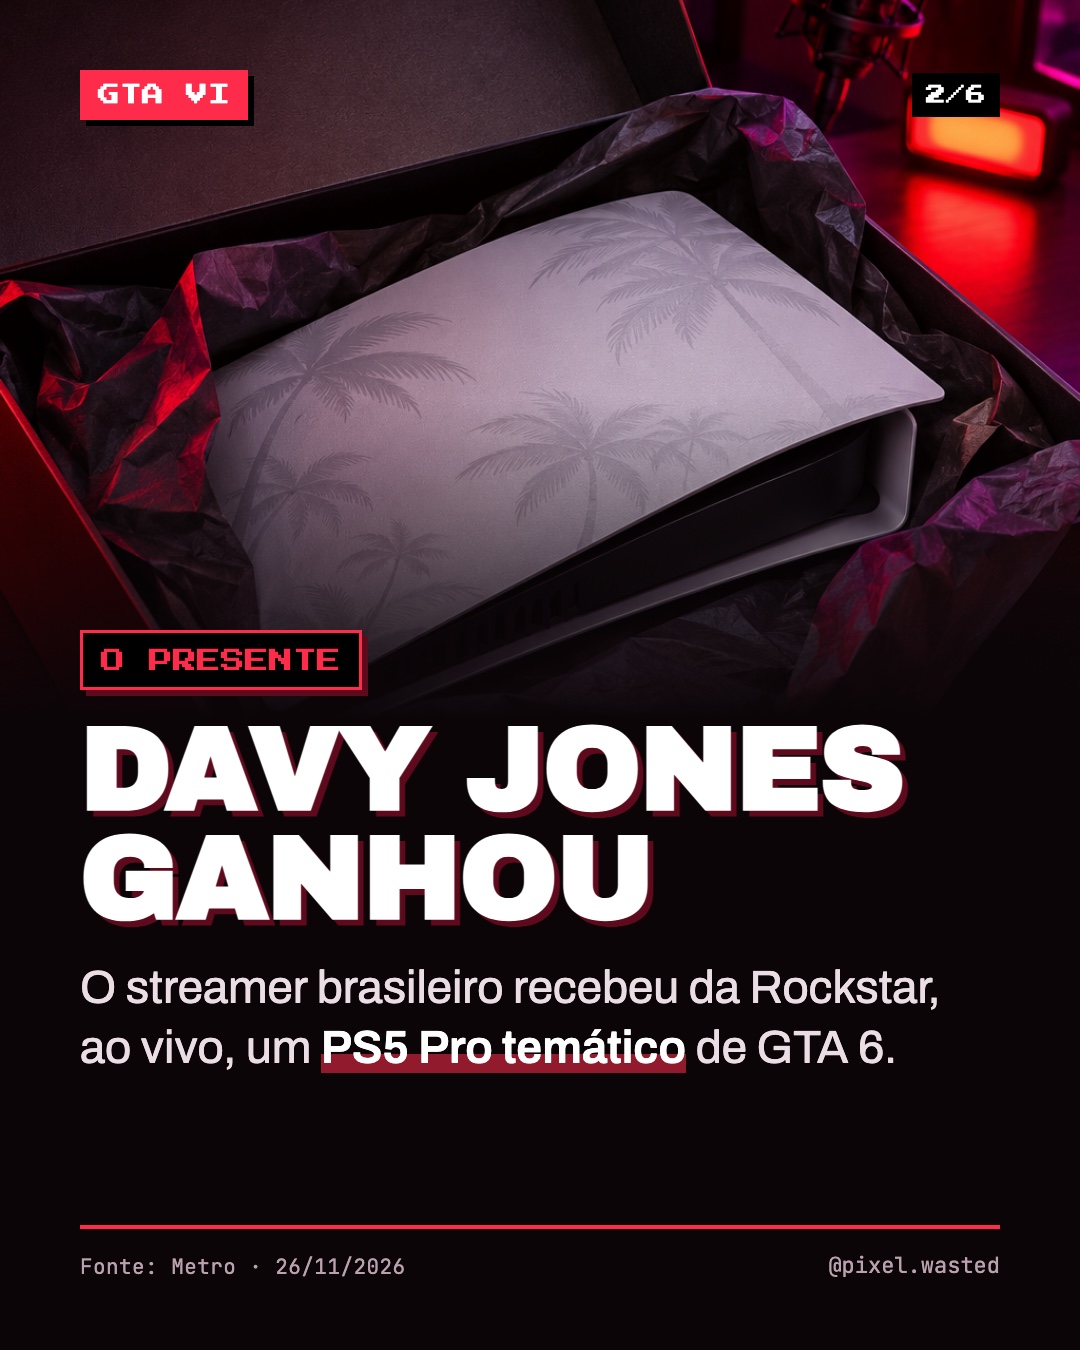 GTA VI
2/6
O PRESENTE
DAVY JONES
GANHOU
O streamer brasileiro recebeu da Rockstar,
ao vivo, um PS5 Pro temático de GTA 6.
Fonte: Metro · 26/11/2026
@pixel.wasted